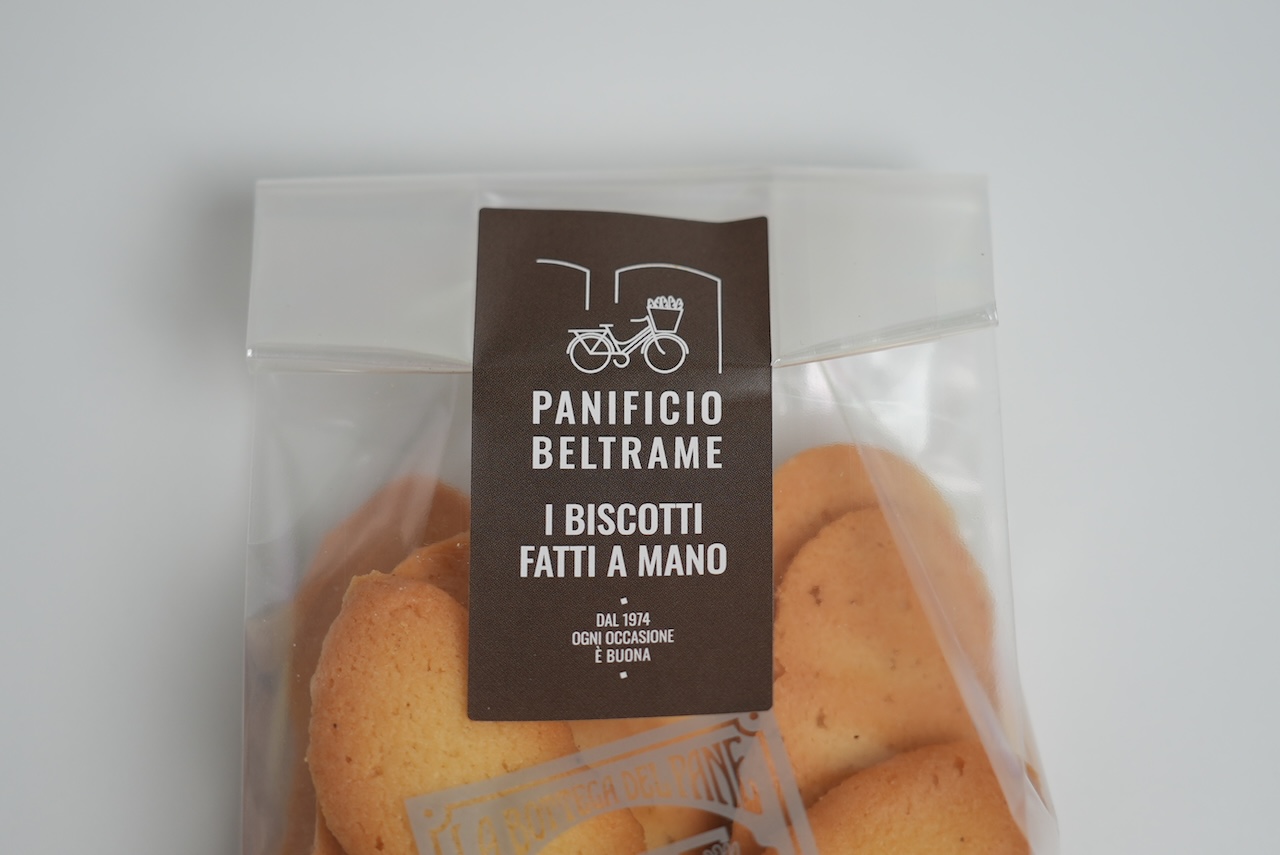 PANIFICIO
BELTRAME
I BISCOTTI
FATTI A MANO
DAL 1974
OGNI OCCASIONE
È BUONA
LA BOTTEGA DEL PANE